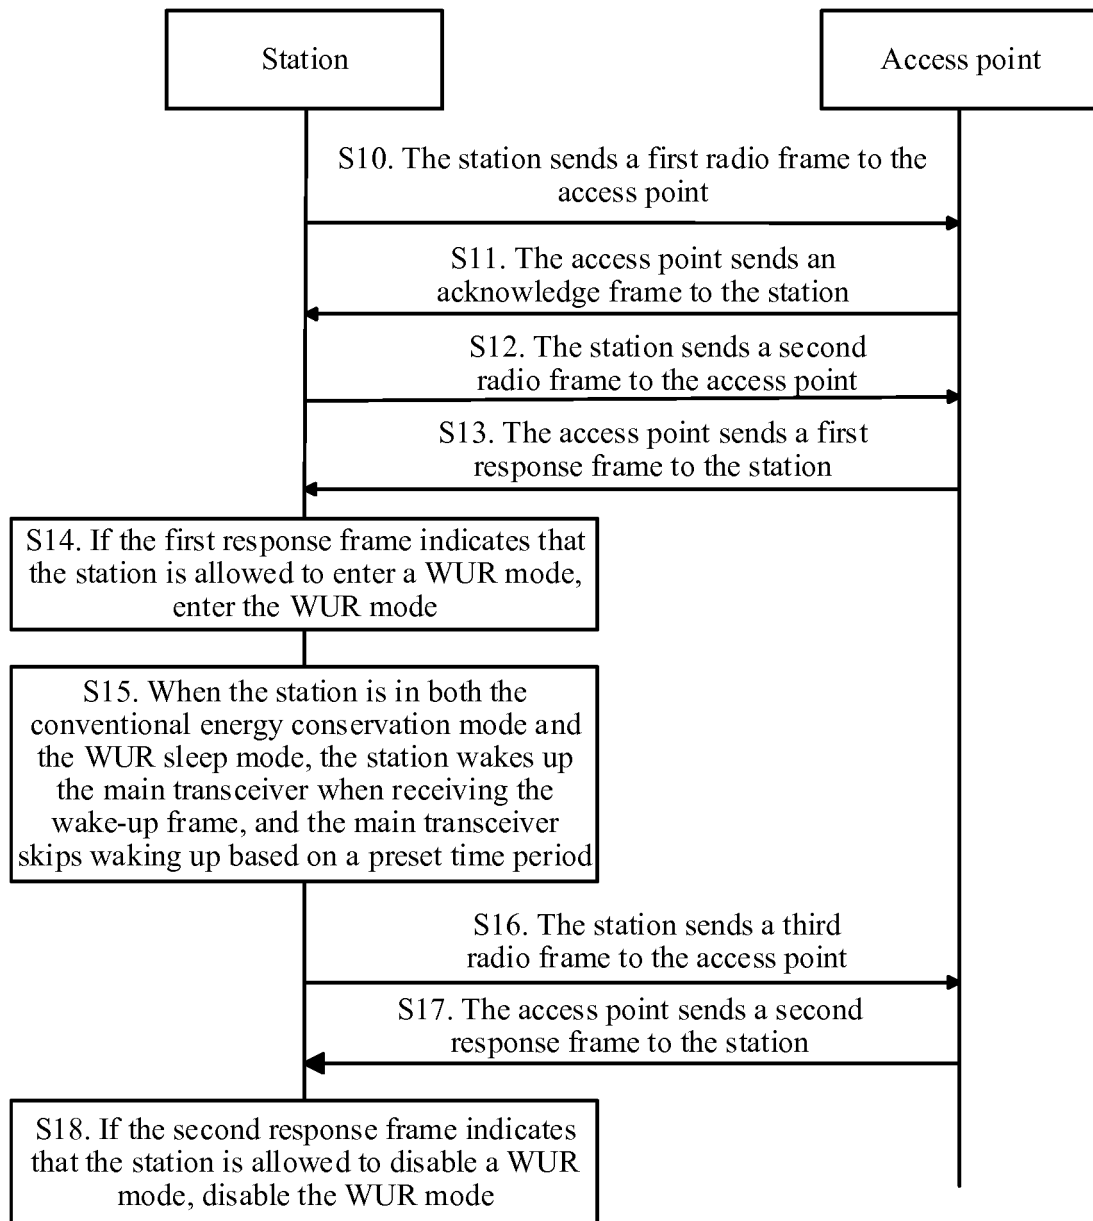 Station
Access point
S10. The station sends a first radio frame to the
access point
S11. The access point sends an
acknowledge frame to the station
S12. The station sends a second
radio frame to the access point
S13. The access point sends a first
response frame to the station
S14. If the first response frame indicates that
the station is allowed to enter a WUR mode,
enter the WUR mode
S15. When the station is in both the
conventional energy conservation mode and
the WUR sleep mode, the station wakes up
the main transceiver when receiving the
wake-up frame, and the main transceiver
skips waking up based on a preset time period
S16. The station sends a third
radio frame to the access point
S17. The access point sends a second
response frame to the station
S18. If the second response frame indicates
that the station is allowed to disable a WUR
mode, disable the WUR mode